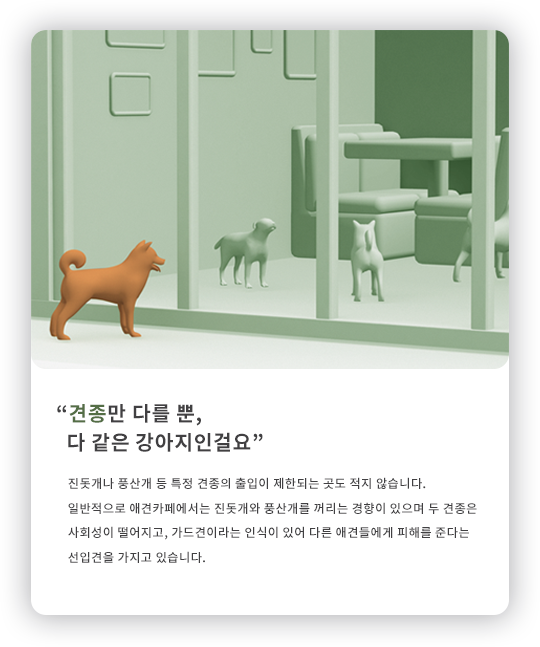 “견종만 다를 뿐,
다 같은 강아지인걸요”
진돗개나 풍산개 등 특정 견종의 출입이 제한되는 곳도 적지 않습니다.
일반적으로 애견카페에서는 진돗개와 풍산개를 꺼리는 경향이 있으며 두 견종은
사회성이 떨어지고, 가드견이라는 인식이 있어 다른 애견들에게 피해를 준다는
선입견을 가지고 있습니다.